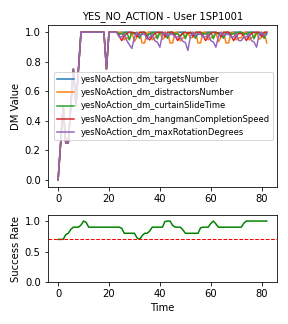 YES_NO_ACTION - User 1SP1001
DM Value
1.0
0.8
0.6
0.4
0.2
0.0
yesNoAction_dm_targetsNumber
yesNoAction_dm_distractorsNumber
yesNoAction_dm_curtainSlideTime
yesNoAction_dm_hangmanCompletionSpeed
yesNoAction_dm_maxRotationDegrees
0 20 40 60 80
Success Rate
1.0
0.5
0.0
0 20 40 60 80
Time